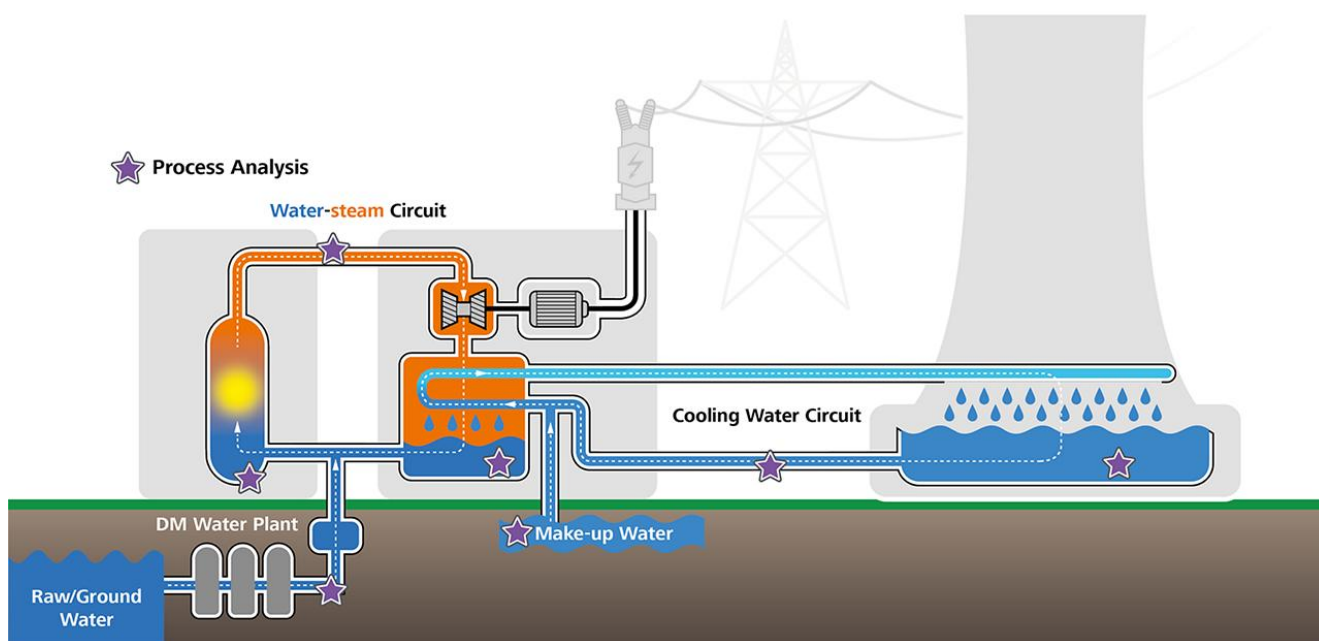 Process Analysis
Water-steam Circuit
Cooling Water Circuit
DM Water Plant
Make-up Water
Raw/Ground
Water